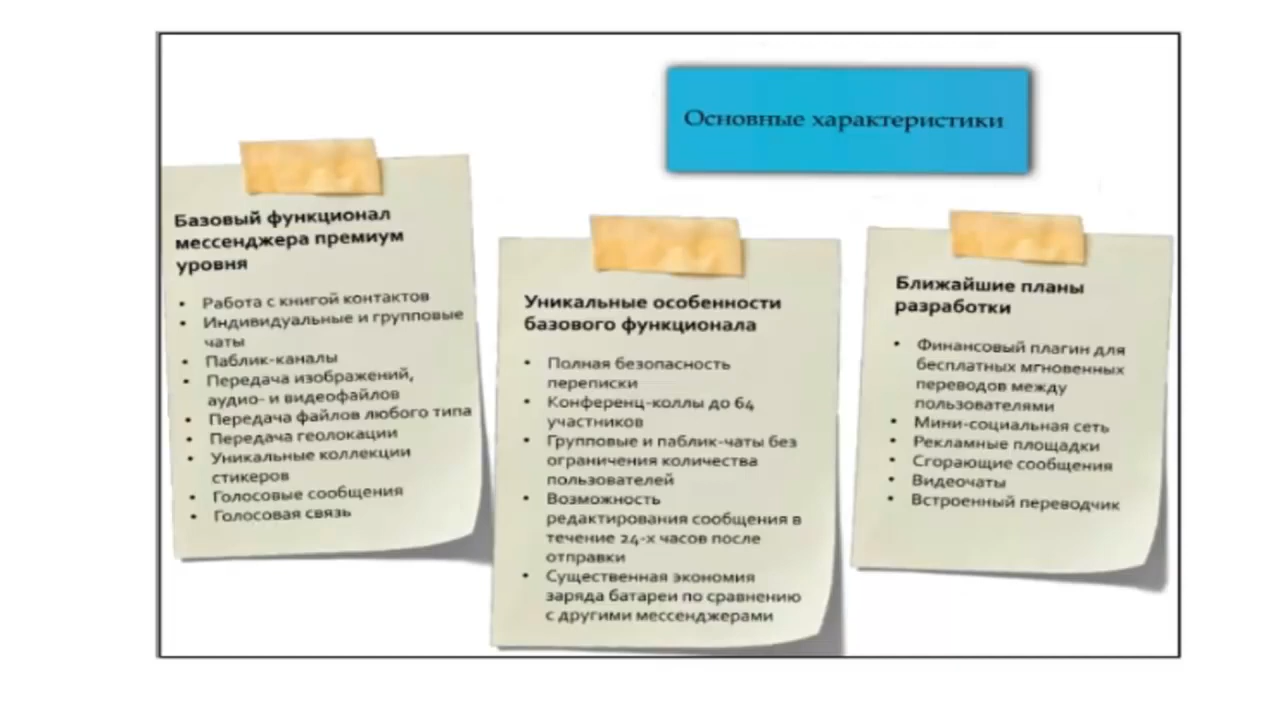 Основные характеристики
Базовый функционал
мессенджера премиум
уровня
• Работа с книгой контактов
• Индивидуальные и групповые
чаты
• Паблик-каналы
• Передача изображений,
аудио- и видеофайлов
• Передача файлов любого типа
• Передача геолокации
• Уникальные коллекции
стикеров
• Голосовые сообщения
• Голосовая связь
Уникальные особенности
базового функционала
• Полная безопасность
переписки
• Конференц-коллы до 64
участников
• Групповые и паблик-чаты без
ограничения количества
пользователей
• Возможность
редактирования сообщения в
течение 24-х часов после
отправки
• Существенная экономия
заряда батареи по сравнению
с другими мессенджерами
Ближайшие планы
разработки
• Финансовый плагин для
бесплатных мгновенных
переводов между
пользователями
• Мини-социальная сеть
• Рекламные площадки
• Сгорающие сообщения
• Видеочаты
• Встроенный переводчик